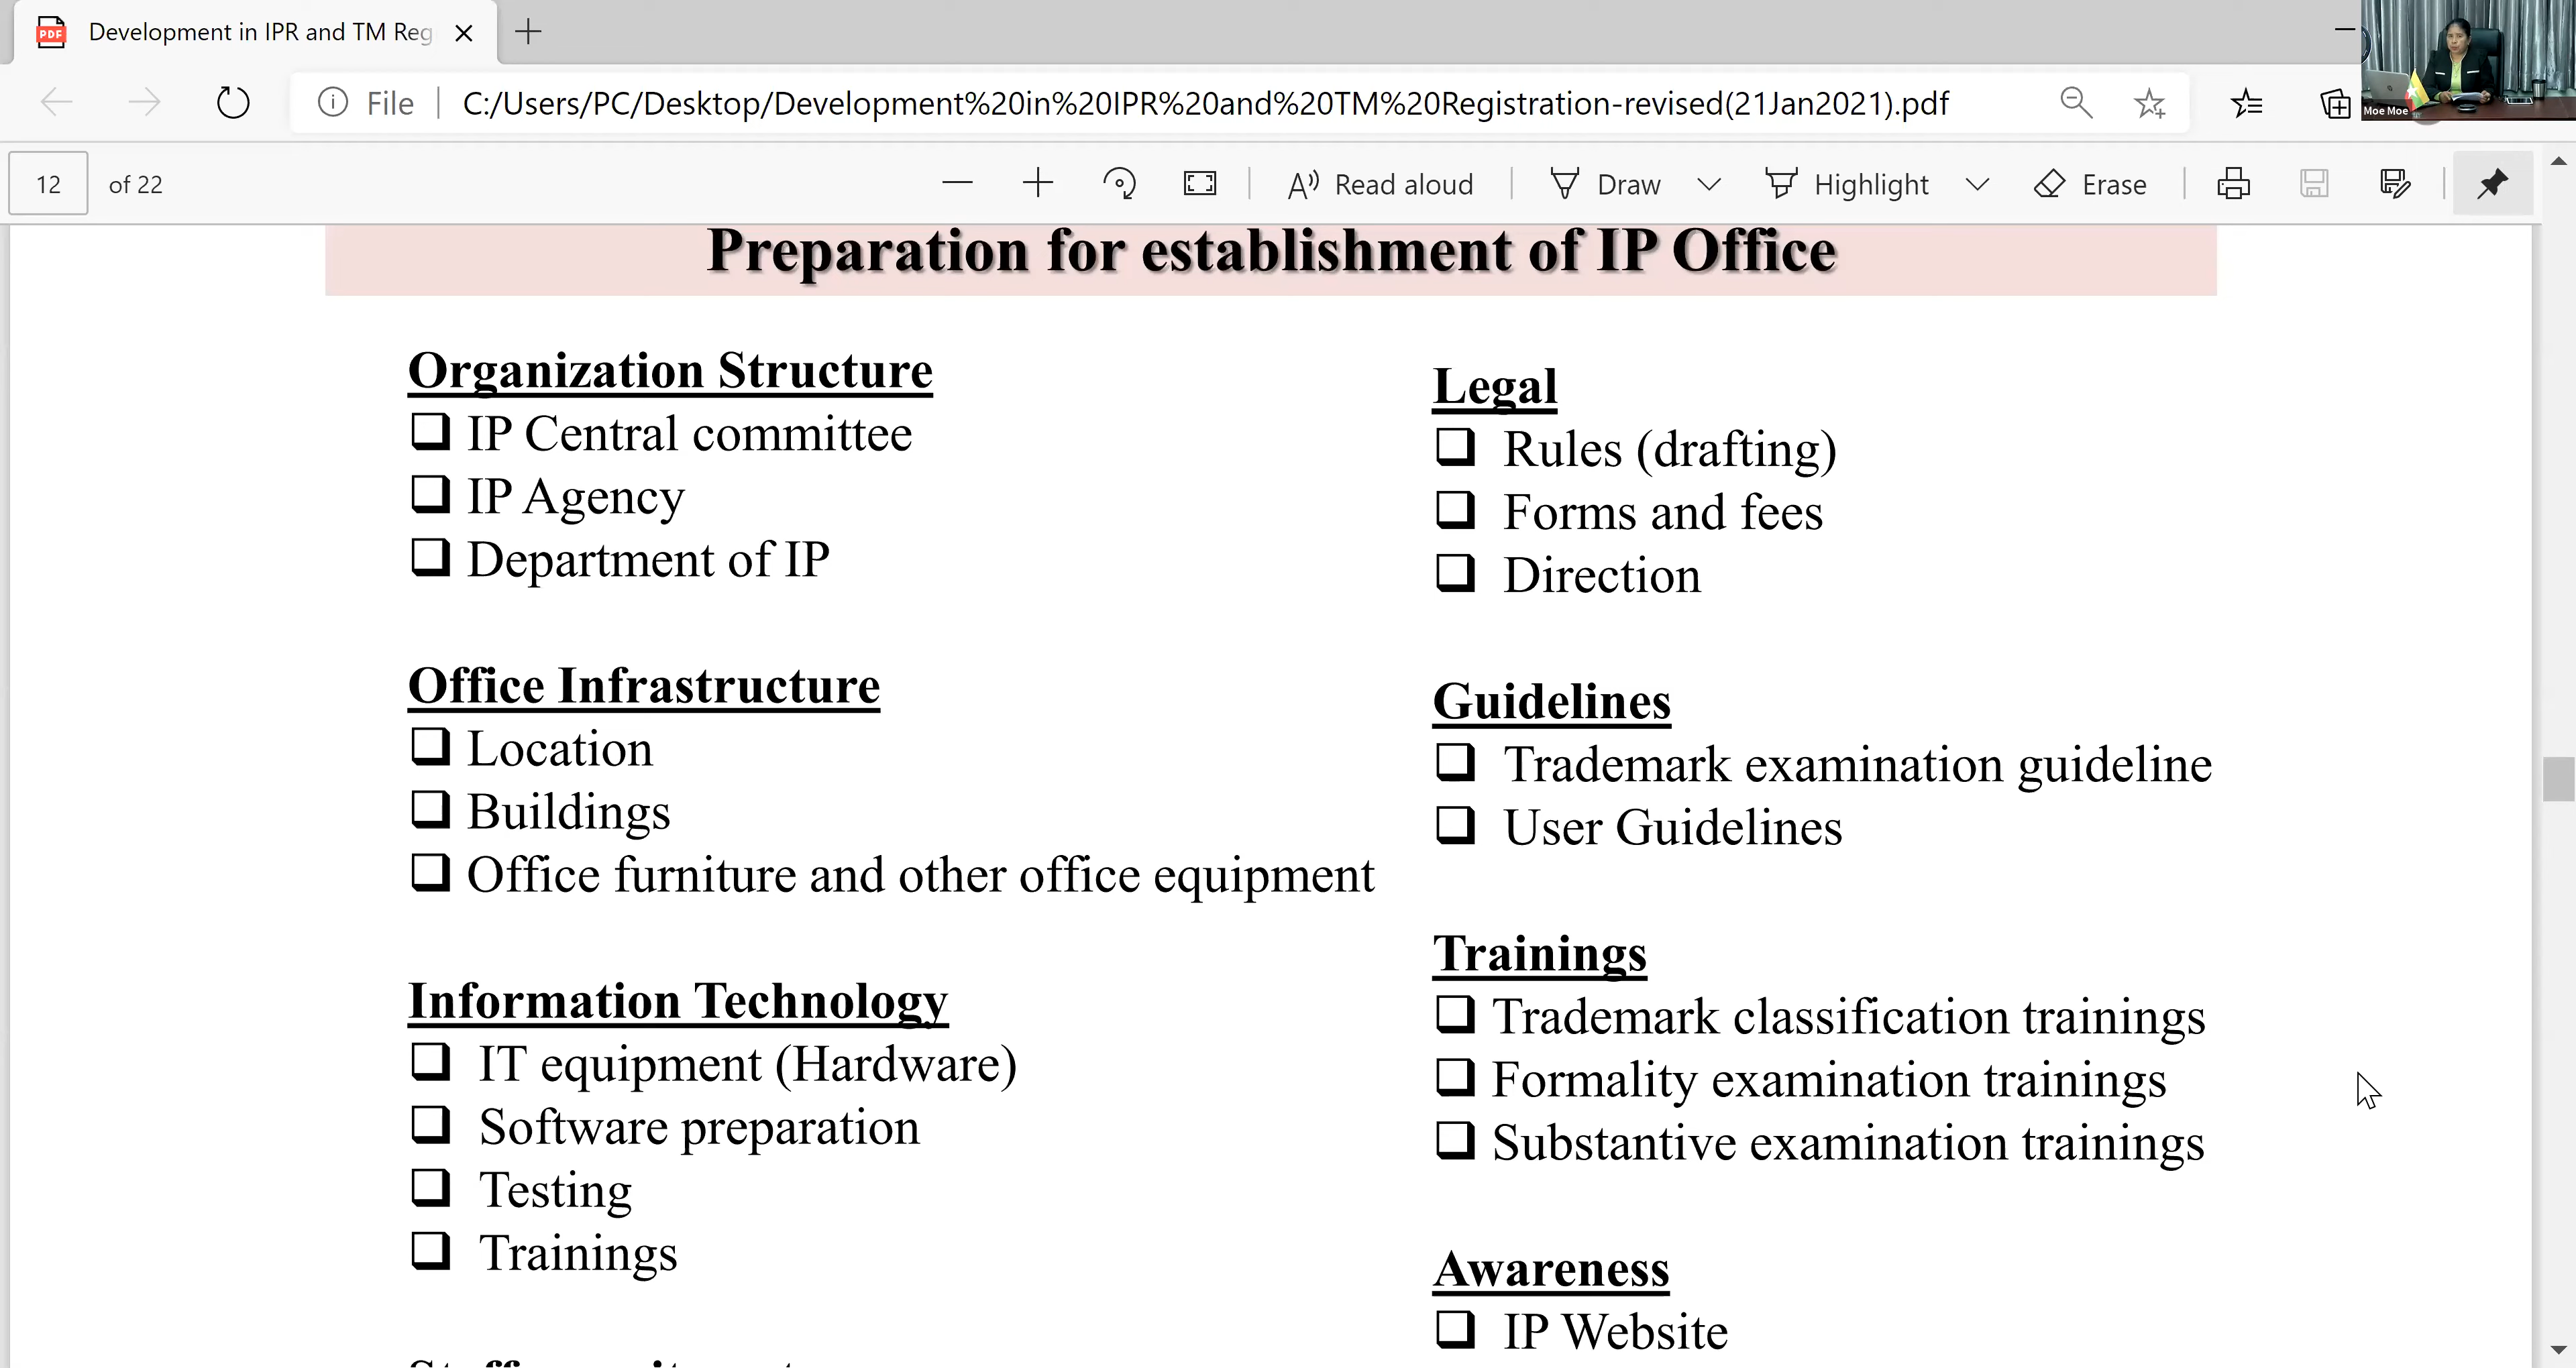 Development in IPR and TM Reg
File
C:/Users/PC/Desktop/Development%20in%20IPR%20and%20TM%20Registration-revised(21Jan2021).pdf
Moe Moe
12 of 22
Read aloud
Draw
Highlight
Erase
Preparation for establishment of IP Office
Organization Structure
IP Central committee
IP Agency
Department of IP
Office Infrastructure
Location
Buildings
Office furniture and other office equipment
Information Technology
IT equipment (Hardware)
Software preparation
Testing
Trainings
Legal
Rules (drafting)
Forms and fees
Direction
Guidelines
Trademark examination guideline
User Guidelines
Trainings
Trademark classification trainings
Formality examination trainings
Substantive examination trainings
Awareness
IP Website